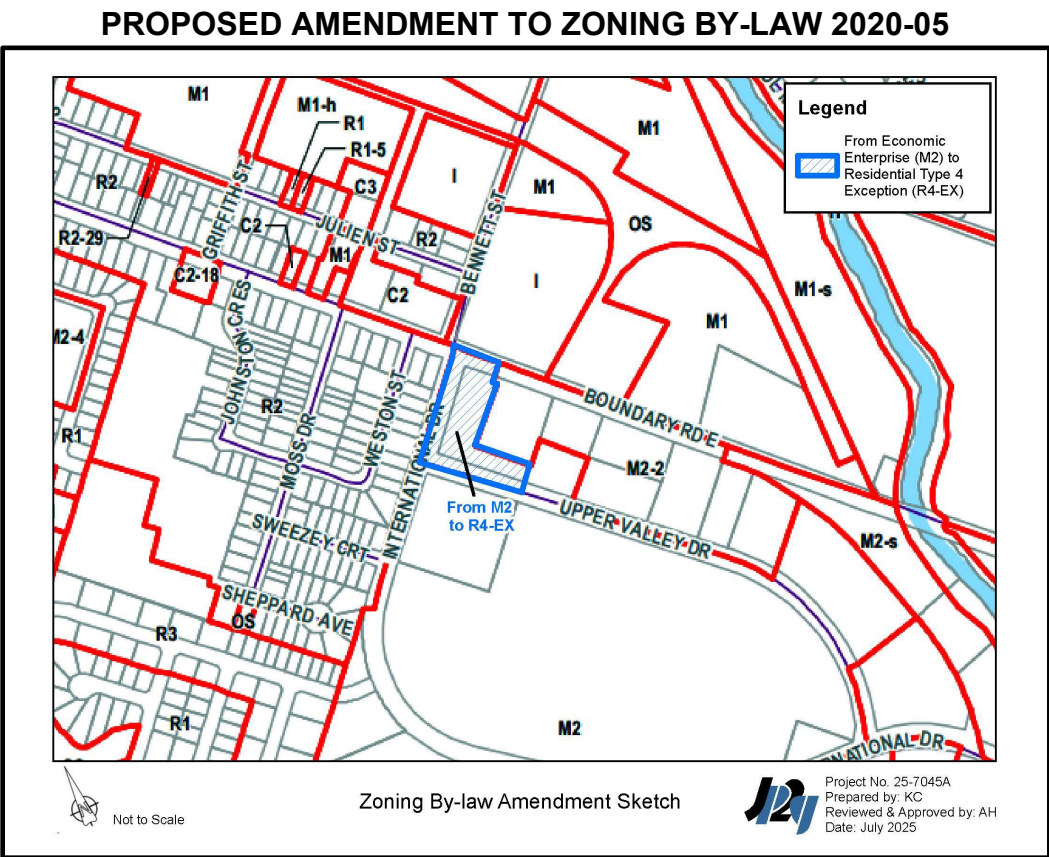 PROPOSED AMENDMENT TO ZONING BY-LAW 2020-05
Legend
From Economic
Enterprise (M2) to
Residential Type 4
Exception (R4-EX)
M1
M1-h
R1
R1-5
C3
I
M1
M1
OS
R2
R2-29
GRIFFITH ST
C2
JULIEN ST
M1
R2
BENNETT ST
C2-18
C2
I
M1
M1-s
M2-4
JOHNSTON CRES
R2
MOSS DR
WESTON ST
INTERNATIONAL DR
BOUNDARY RD E
R1
M2-2
From M2
to R4-EX
UPPER VALLEY DR
M2-s
SWEEZEY CRT
SHEPPARD AVE
OS
R3
R1
M2
NATIONAL DR
Not to Scale
Zoning By-law Amendment Sketch
JP2G
Project No. 25-7045A
Prepared by: KC
Reviewed & Approved by: AH
Date: July 2025